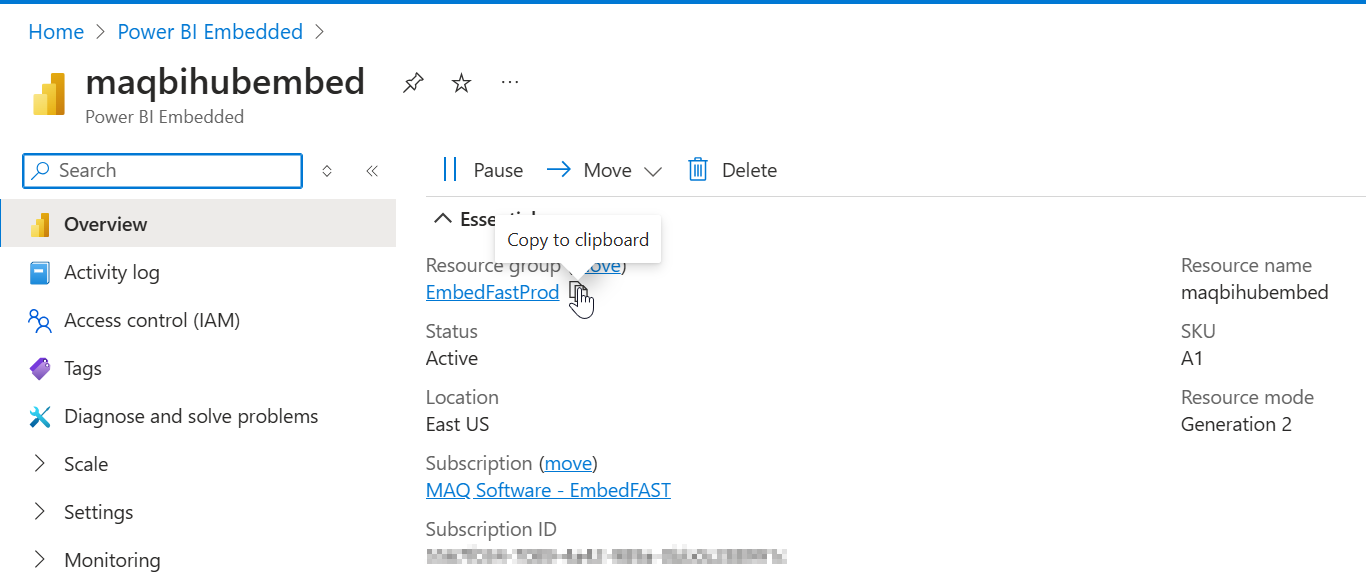 Home > Power BI Embedded >
maqbihubembed ...
Power BI Embedded
Search
Pause Move Delete
Overview
Activity log
Access control (IAM)
Tags
Diagnose and solve problems
Scale
Settings
Monitoring
Copy to clipboard
Resource group
EmbedFastProd
Status
Active
Location
East US
Subscription (move)
MAQ Software - EmbedFAST
Subscription ID
Resource name
maqbihubembed
SKU
A1
Resource mode
Generation 2